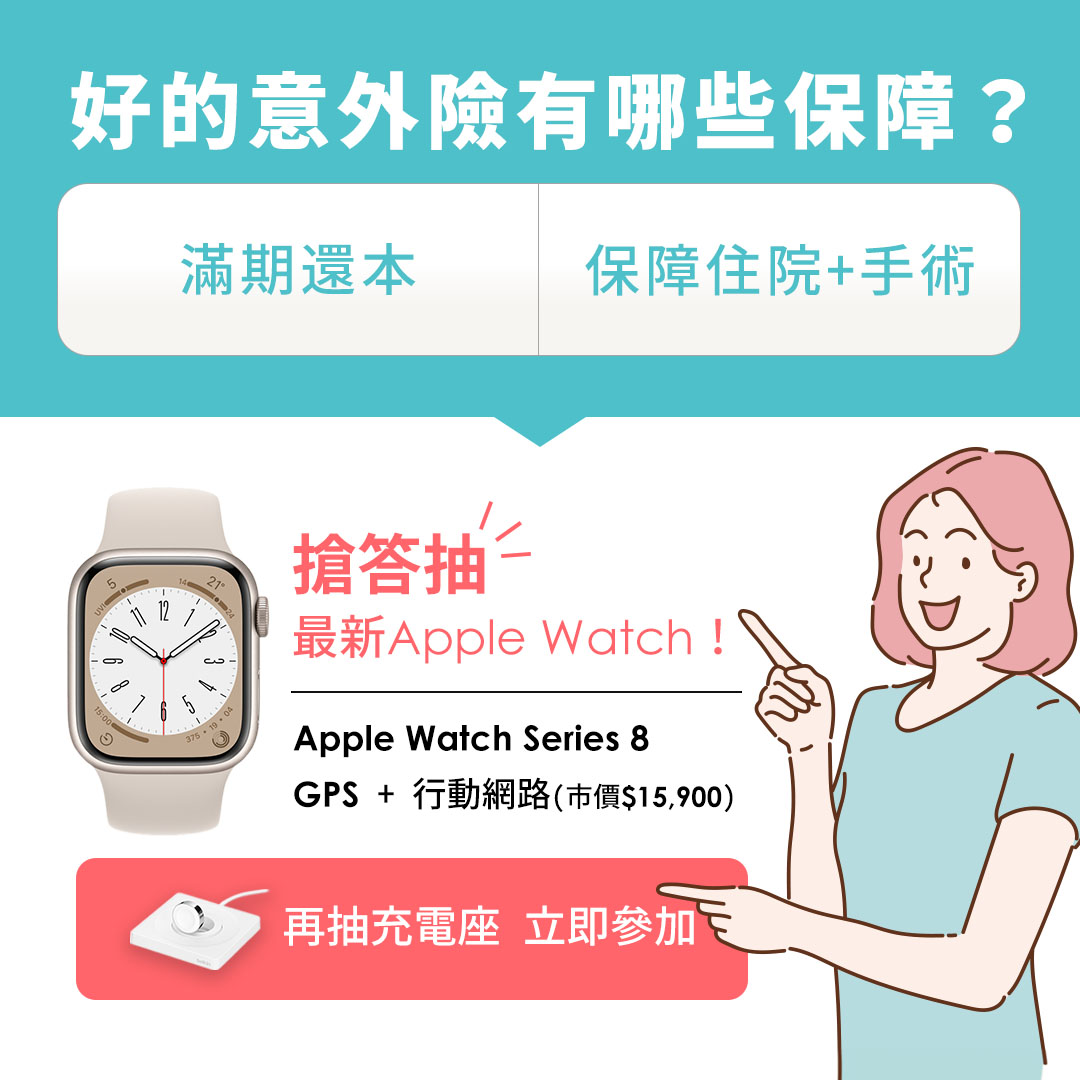 好的意外險有哪些保障？
滿期還本
保障住院+手術
搶答抽
最新Apple Watch！
Apple Watch Series 8
GPS + 行動網路(市價$15,900)
再抽充電座 立即參加